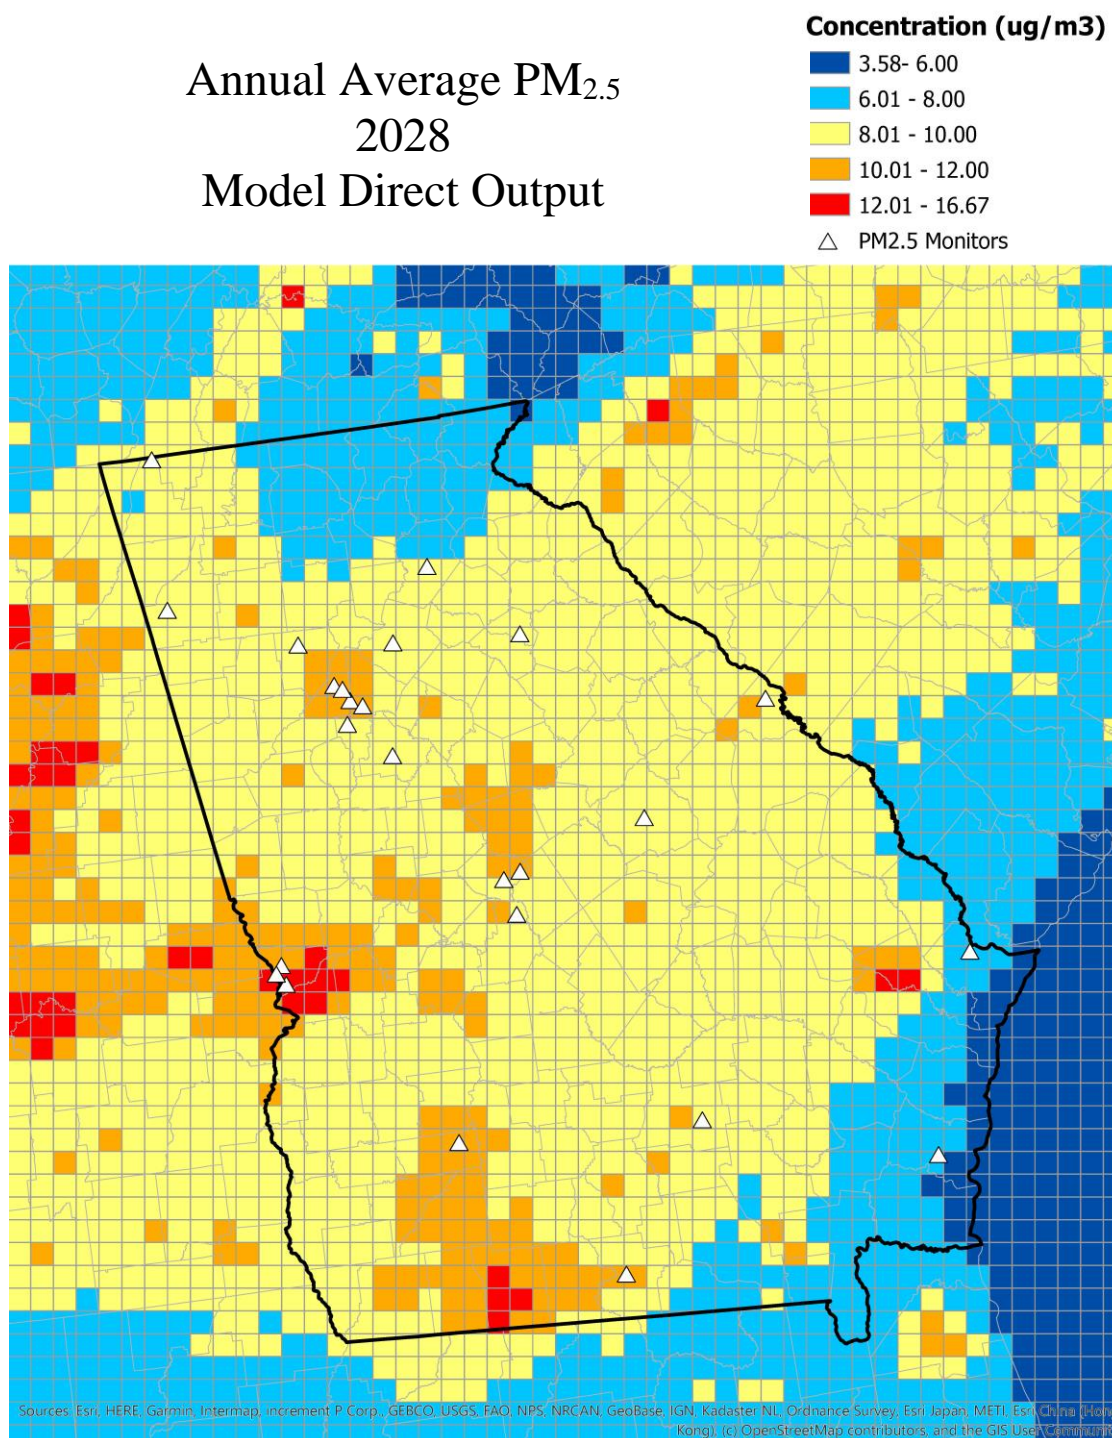 Annual Average PM2.5
2028
Model Direct Output
Concentration (ug/m3)
3.58- 6.00
6.01 - 8.00
8.01 - 10.00
10.01 - 12.00
12.01 - 16.67
PM2.5 Monitors
Sources: Esri, HERE, Garmin, Intermap, increment P Corp., GEBCO, USGS, FAO, NPS, NRCAN, GeoBase, IGN, Kadaster NL, Ordnance Survey, Esri Japan, METI, Esri China (Hon
Kong), (c) OpenStreetMap contributors, and the GIS User Communit